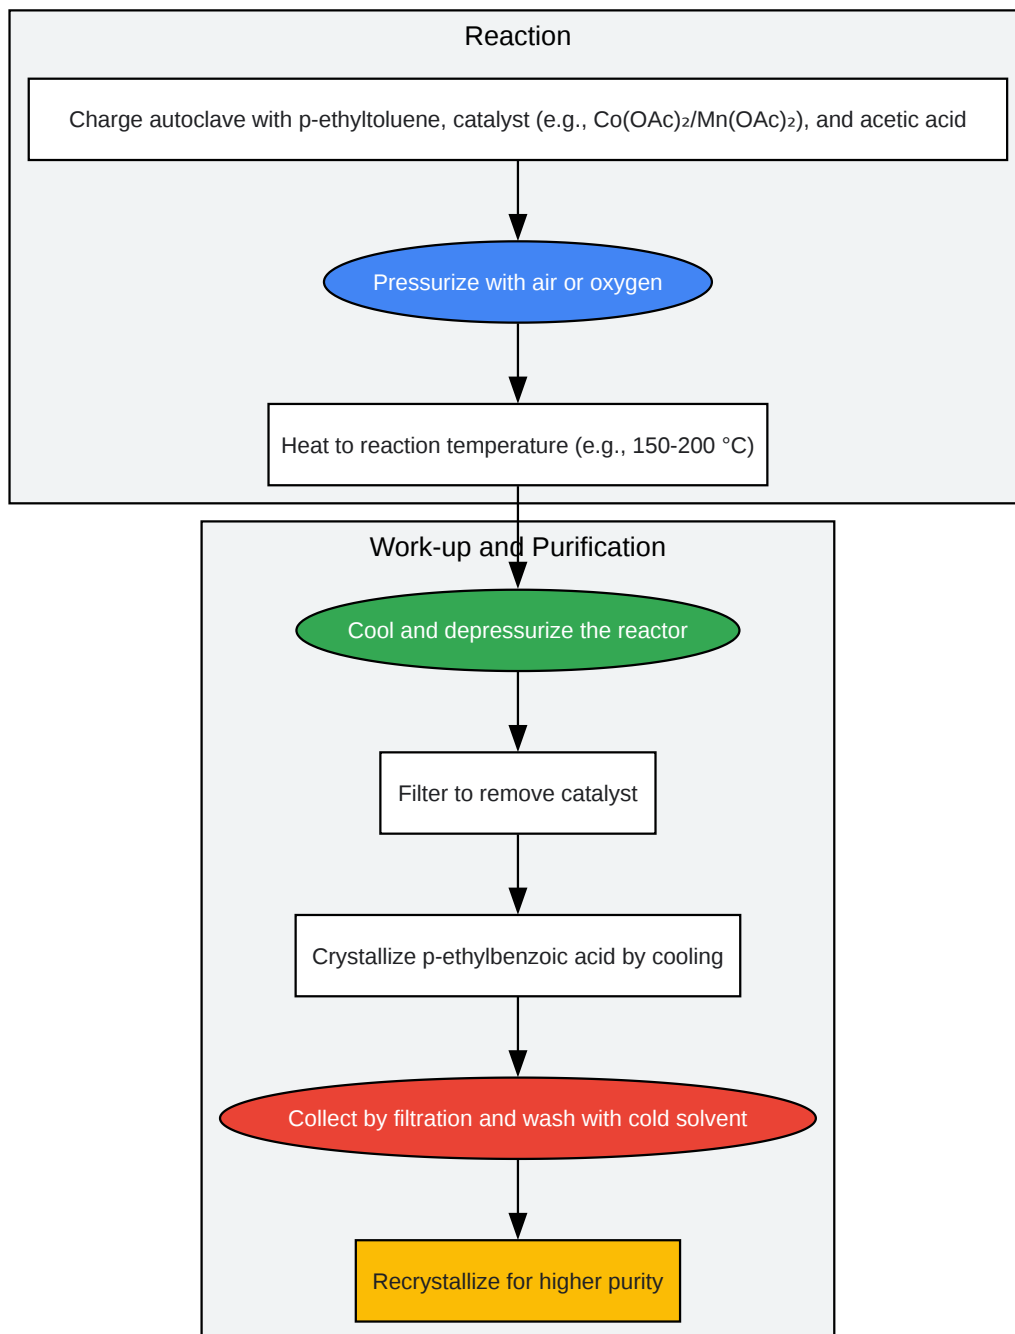 Reaction
Charge autoclave with p-ethyltoluene, catalyst (e.g., Co(OAc)₂/Mn(OAc)₂), and acetic acid
Pressurize with air or oxygen
Heat to reaction temperature (e.g., 150-200 °C)
Work-up and Purification
Cool and depressurize the reactor
Filter to remove catalyst
Crystallize p-ethylbenzoic acid by cooling
Collect by filtration and wash with cold solvent
Recrystallize for higher purity